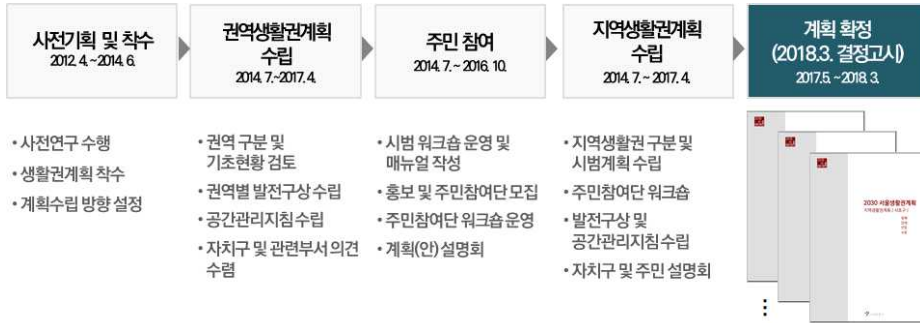 사전기획 및 착수
2012. 4.~2014. 6.
권역생활권계획
수립
2014. 7.~2017. 4.
주민 참여
2014. 7.~ 2016. 10.
지역생활권계획
수립
2014. 7.~ 2017. 4.
계획 확정
(2018.3. 결정고시)
2017.5. ~ 2018. 3.
• 사전연구 수행
• 생활권계획 착수
• 계획수립 방향 설정
• 권역 구분 및
기초현황 검토
• 권역별 발전구상 수립
• 공간관리지침 수립
• 자치구 및 관련부서 의견
수렴
• 시범 워크숍 운영 및
매뉴얼 작성
• 홍보 및 주민참여단 모집
• 주민참여단 워크숍 운영
• 계획(안) 설명회
• 지역생활권 구분 및
시범계획 수립
• 주민참여단 워크숍
• 발전구상 및
공간관리지침 수립
• 자치구 및 주민 설명회
2030 서울생활권계획